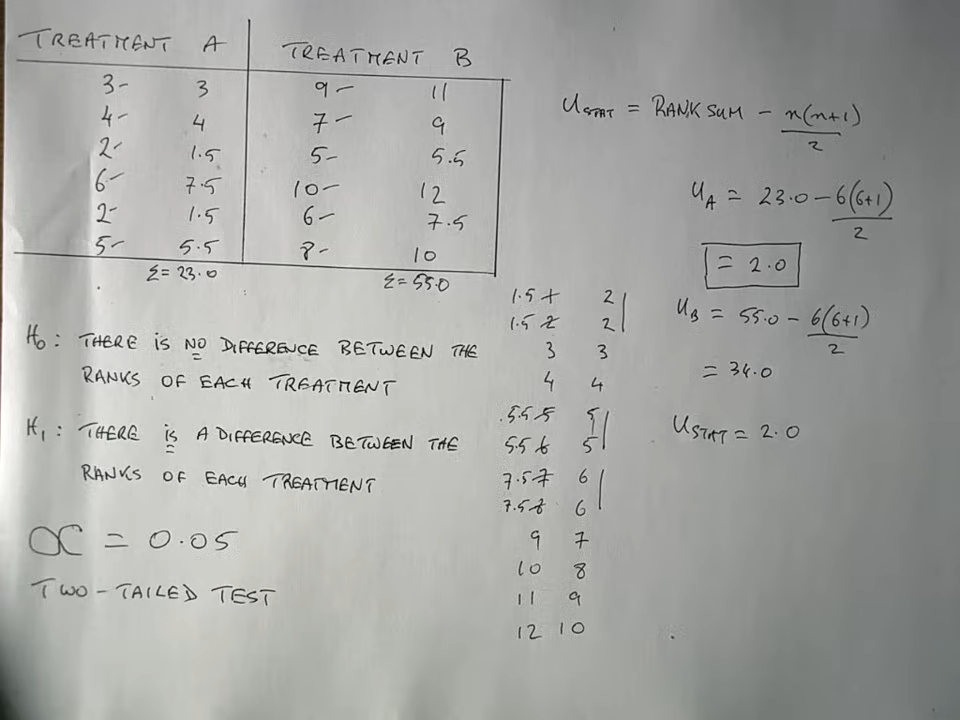 TREATMENT A TREATMENT B
3- 3 9- 11
4- 4 7- 9
2- 1.5 5- 5.5
6- 7.5 10- 12
2- 1.5 6- 7.5
5- 5.5 8- 10
Σ= 23.0 Σ= 55.0
H₀: THERE IS NO DIFFERENCE BETWEEN THE
RANKS OF EACH TREATMENT
H₁: THERE IS A DIFFERENCE BETWEEN THE
RANKS OF EACH TREATMENT
α = 0.05
TWO-TAILED TEST
1.5 1 2
1.5 2 2
3 3
4 4
5.5 5 5
5.5 6 5
7.5 7 6
7.5 8 6
9 7
10 8
11 9
12 10
U STAT = RANK SUM - n(n+1)
2
U A = 23.0 - 6(6+1)
2
= 2.0
U B = 55.0 - 6(6+1)
2
= 34.0
U STAT = 2.0